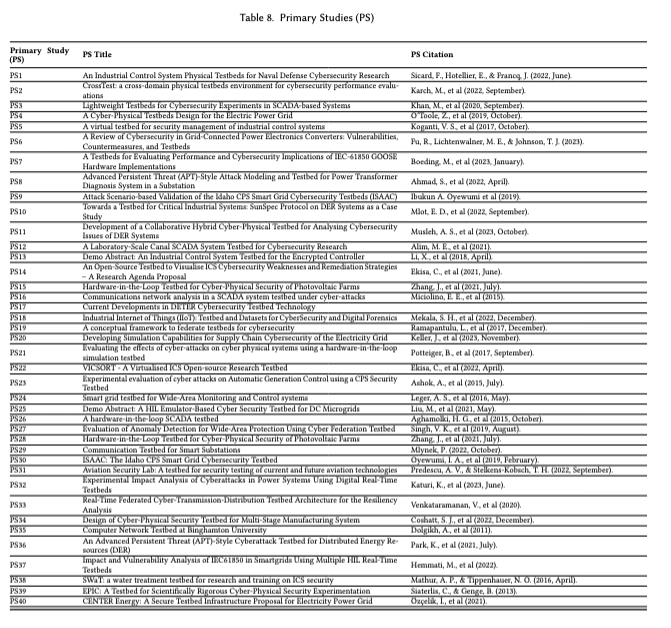 Table 8. Primary Studies (PS)
Primary Study (PS) PS Title PS Citation
PS1 An Industrial Control System Physical Testbeds for Naval Defense Cybersecurity Research Sicard, F., Hotellier, E., & Francq, J. (2022, June).
PS2 CrossTest: a cross-domain physical testbeds environment for cybersecurity performance evalu-
ations Karch, M., et al (2022, September).
PS3 Lightweight Testbeds for Cybersecurity Experiments in SCADA-based Systems Khan, M., et al (2020, September).
PS4 A Cyber-Physical Testbeds Design for the Electric Power Grid O'Toole, Z., et al (2019, October).
PS5 A virtual testbed for security management of industrial control systems Koganti, V. S., et al (2017, October).
PS6 A Review of Cybersecurity in Grid-Connected Power Electronics Converters: Vulnerabilities,
Countermeasures, and Testbeds Fu, R., Lichtenwalner, M. E., & Johnson, T. J. (2023).
PS7 A Testbeds for Evaluating Performance and Cybersecurity Implications of IEC-61850 GOOSE
Hardware Implementations Boeding, M., et al (2023, January).
PS8 Advanced Persistent Threat (APT)-Style Attack Modeling and Testbed for Power Transformer
Diagnosis System in a Substation Ahmad, S., et al (2022, April).
PS9 Attack Scenario-based Validation of the Idaho CPS Smart Grid Cybersecurity Testbeds (ISAAC) Ibukun A. Oyewumi et al (2019).
PS10 Towards a Testbed for Critical Industrial Systems: SunSpec Protocol on DER Systems as a Case
Study Mlot, E. D., et al (2022, September).
PS11 Development of a Collaborative Hybrid Cyber-Physical Testbed for Analysing Cybersecurity
Issues of DER Systems Musleh, A. S., et al (2023, October).
PS12 A Laboratory-Scale Canal SCADA System Testbed for Cybersecurity Research Alim, M. E., et al (2021).
PS13 Demo Abstract: An Industrial Control System Testbed for the Encrypted Controller Li, X., et al (2018, April).
PS14 An Open-Source Testbed to Visualise ICS Cybersecurity Weaknesses and Remediation Strategies
– A Research Agenda Proposal Ekisa, C., et al (2021, June).
PS15 Hardware-in-the-Loop Testbed for Cyber-Physical Security of Photovoltaic Farms Zhang, J., et al (2021, July).
PS16 Communications network analysis in a SCADA system testbed under cyber-attacks Miciolino, E. E., et al (2015).
PS17 Current Developments in DETER Cybersecurity Testbed Technology
PS18 Industrial Internet of Things (IIoT): Testbed and Datasets for CyberSecurity and Digital Forensics Mekala, S. H., et al (2022, December).
PS19 A conceptual framework to federate testbeds for cybersecurity Ramapantulu, L., et al (2017, December).
PS20 Developing Simulation Capabilities for Supply Chain Cybersecurity of the Electricity Grid Keller, J., et al (2023, November).
PS21 Evaluating the effects of cyber-attacks on cyber physical systems using a hardware-in-the-loop
simulation testbed Potteiger, B., et al (2017, September).
PS22 VICSORT - A Virtualised ICS Open-source Research Testbed Ekisa, C., et al (2022, April).
PS23 Experimental evaluation of cyber attacks on Automatic Generation Control using a CPS Security
Testbed Ashok, A., et al (2015, July).
PS24 Smart grid testbed for Wide-Area Monitoring and Control systems Leger, A. S., et al (2016, May).
PS25 Demo Abstract: A HIL Emulator-Based Cyber Security Testbed for DC Microgrids Liu, M., et al (2021, May).
PS26 A hardware-in-the-loop SCADA testbed Aghamolki, H. G., et al (2015, October).
PS27 Evaluation of Anomaly Detection for Wide-Area Protection Using Cyber Federation Testbed Singh, V. K., et al (2019, August).
PS28 Hardware-in-the-Loop Testbed for Cyber-Physical Security of Photovoltaic Farms Zhang, J., et al (2021, July).
PS29 Communication Testbed for Smart Substations Mlynek, P. (2022, October).
PS30 ISAAC: The Idaho CPS Smart Grid Cybersecurity Testbed Oyewumi, I. A., et al (2019, February).
PS31 Aviation Security Lab: A testbed for security testing of current and future aviation technologies Predescu, A. V., & Stelkens-Kobsch, T. H. (2022, September).
PS32 Experimental Impact Analysis of Cyberattacks in Power Systems Using Digital Real-Time
Testbeds Katuri, K., et al (2023, June).
PS33 Real-Time Federated Cyber-Transmission-Distribution Testbed Architecture for the Resiliency
Analysis Venkataramanan, V., et al (2020).
PS34 Design of Cyber-Physical Security Testbed for Multi-Stage Manufacturing System Coshatt, S. J., et al (2022, December).
PS35 Computer Network Testbed at Binghamton University Dolgikh, A., et al (2011).
PS36 An Advanced Persistent Threat (APT)-Style Cyberattack Testbed for Distributed Energy Re-
sources (DER) Park, K., et al (2021, July).
PS37 Impact and Vulnerability Analysis of IEC61850 in Smartgrids Using Multiple HIL Real-Time
Testbeds Hemmati, M., et al (2022).
PS38 SWaT: a water treatment testbed for research and training on ICS security Mathur, A. P., & Tippenhauer, N. O. (2016, April).
PS39 EPIC: A Testbed for Scientifically Rigorous Cyber-Physical Security Experimentation Siaterlis, C., & Genge, B. (2013).
PS40 CENTER Energy: A Secure Testbed Infrastructure Proposal for Electricity Power Grid Özçelik, İ., et al (2021).